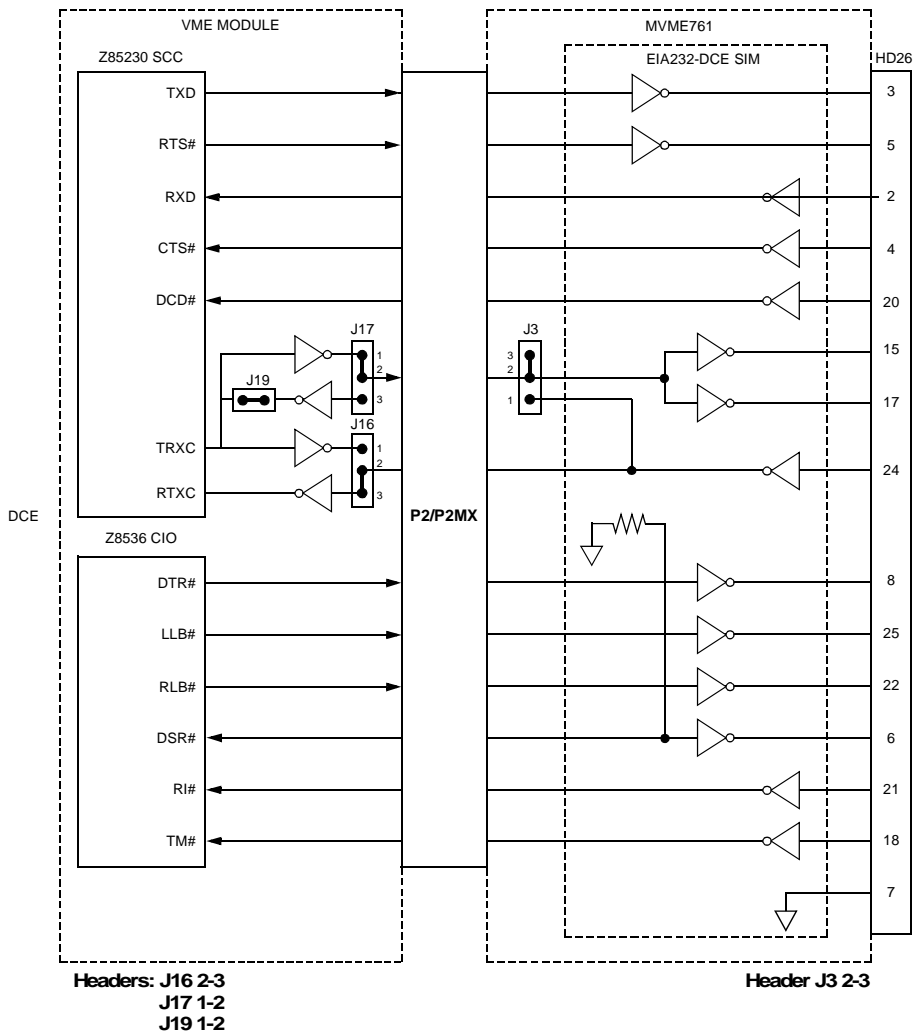 VME MODULE
MVME761
Z85230 SCC
EIA232-DCE SIM
HD26
TXD
3
RTS#
5
RXD
2
CTS#
4
DCD#
20
J17
J3
1
2
3
3
2
1
15
17
J19
J16
1
2
3
TRXC
24
RTXC
DCE
P2/P2MX
Z8536 CIO
DTR#
8
LLB#
25
RLB#
22
DSR#
6
RI#
21
TM#
18
7
Headers: J16 2-3
J17 1-2
J19 1-2
Header J3 2-3